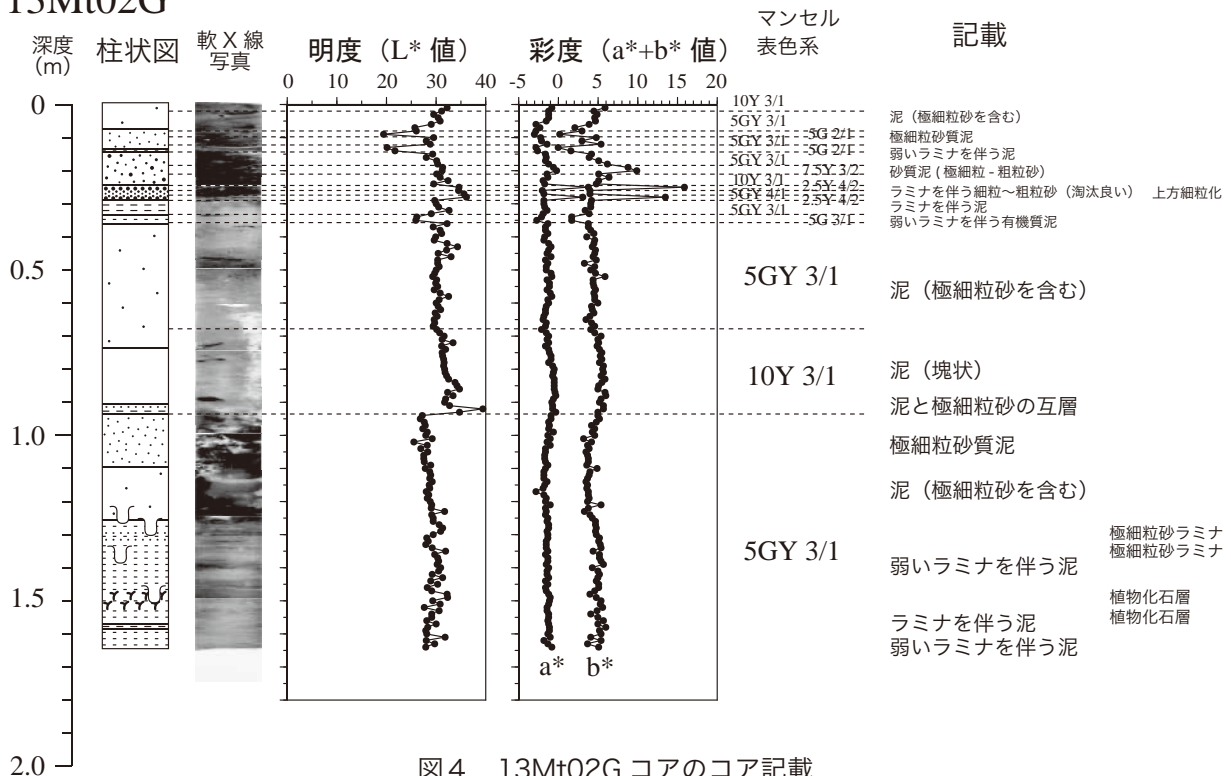 13Mt02G
深度
（m）
柱状図
軟 X 線
写真
明度（L* 値）
彩度（a*+b* 値）
マンセル
表色系
記載
0 10 20 30 40
-5 0 5 10 15 20
0
0.5
1.0
1.5
2.0
10Y 3/1
5GY 3/1
5G 2/1
5GY 3/1
5G 2/1
5GY 3/1
7.5Y 3/2
10Y 3/1
2.5Y 4/2
5GY 4/1
2.5Y 4/2
5GY 3/1
5G 3/1
5GY 3/1
10Y 3/1
5GY 3/1
泥（極細粒砂を含む）
極細粒砂質泥
弱いラミナを伴う泥
砂質泥 ( 極細粒 - 粗粒砂）
ラミナを伴う細粒～粗粒砂（淘汰良い） 上方細粒化
ラミナを伴う泥
弱いラミナを伴う有機質泥
泥（極細粒砂を含む）
泥（塊状）
泥と極細粒砂の互層
極細粒砂質泥
泥（極細粒砂を含む）
極細粒砂ラミナ
極細粒砂ラミナ
弱いラミナを伴う泥
植物化石層
植物化石層
ラミナを伴う泥
弱いラミナを伴う泥
a* b*
図４ 13Mt02G コアのコア記載